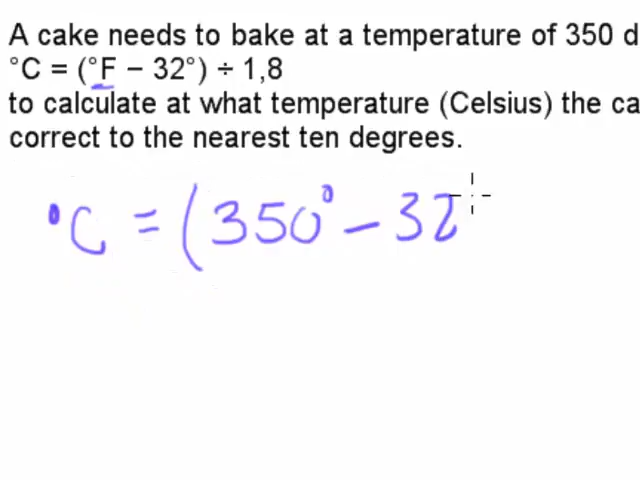 A cake needs to bake at a temperature of 350 d
°C = (°F − 32°) ÷ 1,8
to calculate at what temperature (Celsius) the ca
correct to the nearest ten degrees.
°C = (350° − 32